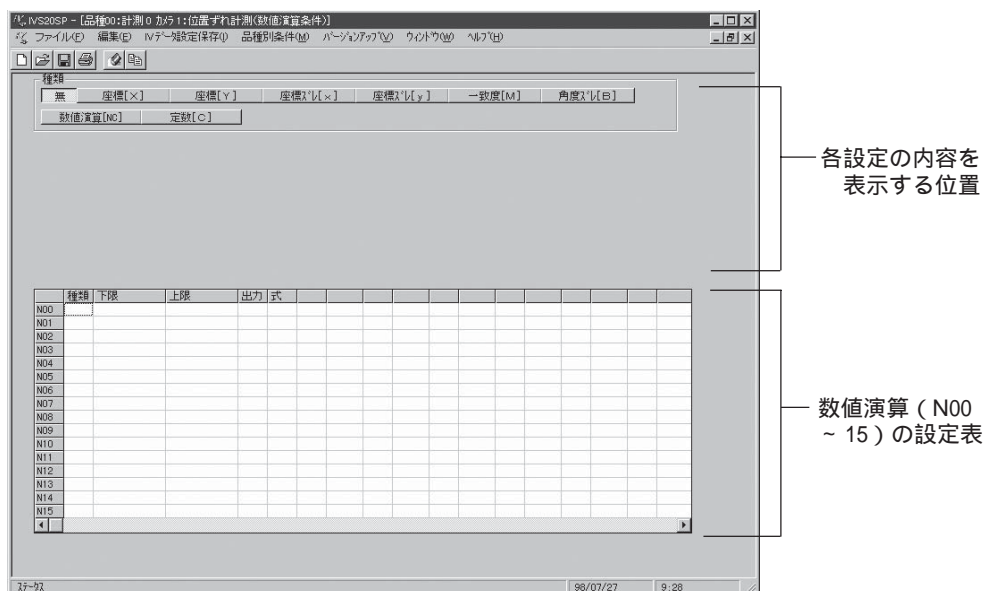 IVS20SP - [品種00:計測0 ｶﾒﾗ1:位置ずれ計測(数値演算条件)]
ファイル(F) 編集(E) IVﾃﾞｰﾀ設定保存(I) 品種別条件(M) ﾊﾞｰｼﾞｮﾝｱｯﾌﾟ(V) ウィンドウ(W) ﾍﾙﾌﾟ(H)
種類
無 座標[X] 座標[Y] 座標ｽﾞﾚ[x] 座標ｽﾞﾚ[y] 一致度[M] 角度ｽﾞﾚ[B]
数値演算[NC] 定数[C]
各設定の内容を
表示する位置
種類 下限 上限 出力 式
N00
N01
N02
N03
N04
N05
N06
N07
N08
N09
N10
N11
N12
N13
N14
N15
数値演算(N00
~15)の設定表
ｽﾃｰﾀｽ 98/07/27 9:28